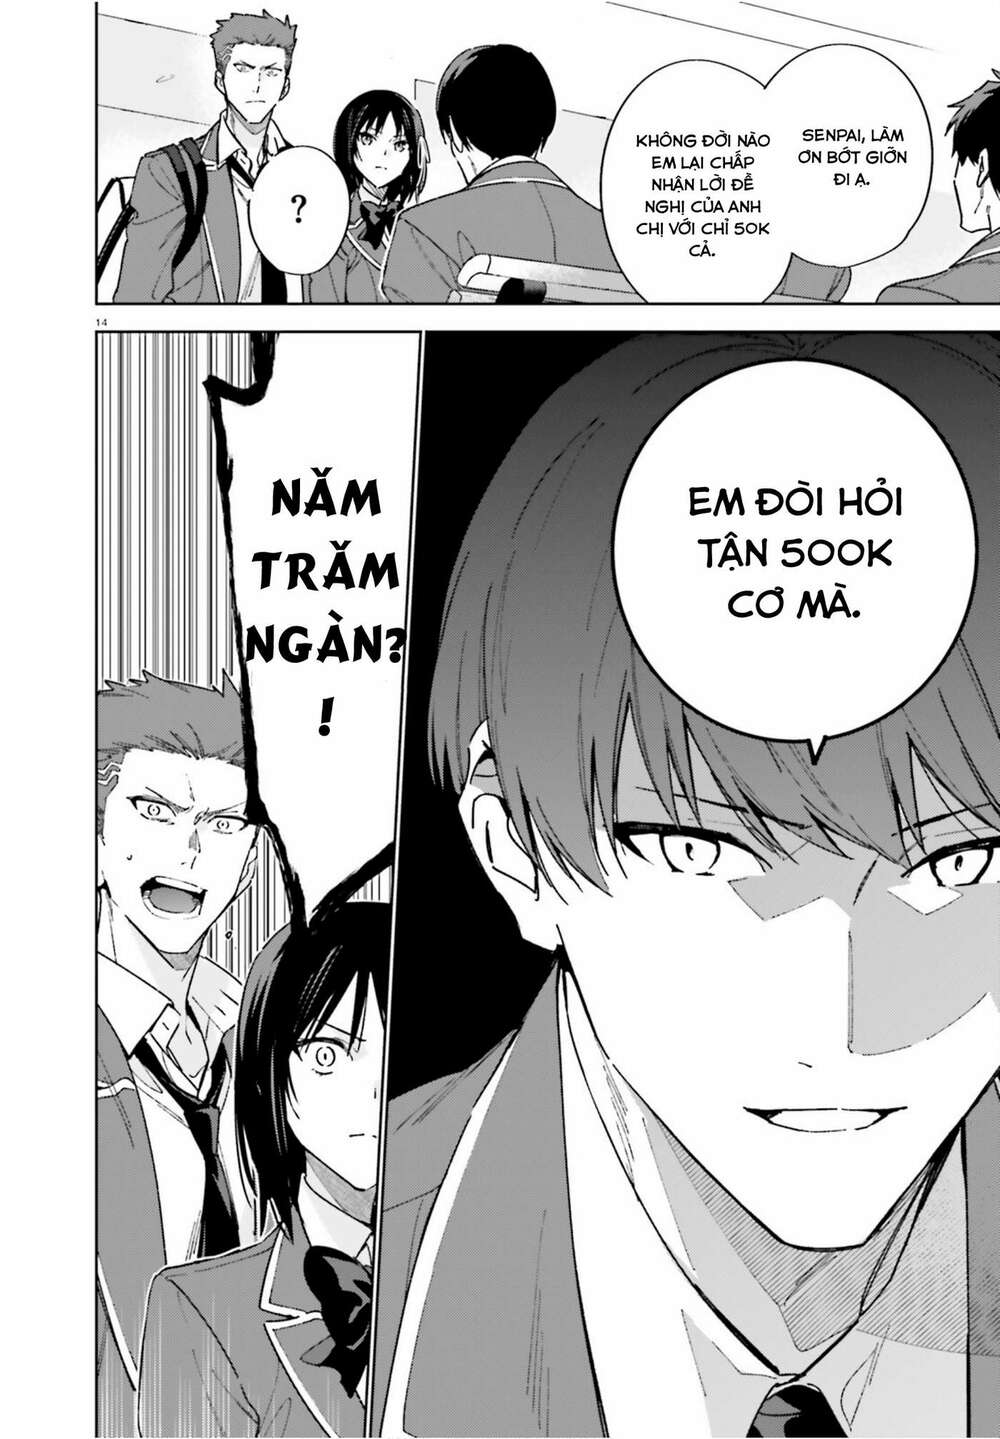 SENPAI, LÀM
ƠN BỚT GIỠN
ĐI Ạ.
KHÔNG ĐỜI NÀO
EM LẠI CHẤP
NHẬN LỜI ĐỀ
NGHỊ CỦA ANH
CHỊ VỚI CHỈ 50K
CẢ.
?
14
EM ĐÒI HỎI
TẬN 500K
CƠ MÀ.
NĂM
TRĂM
NGÀN?
!